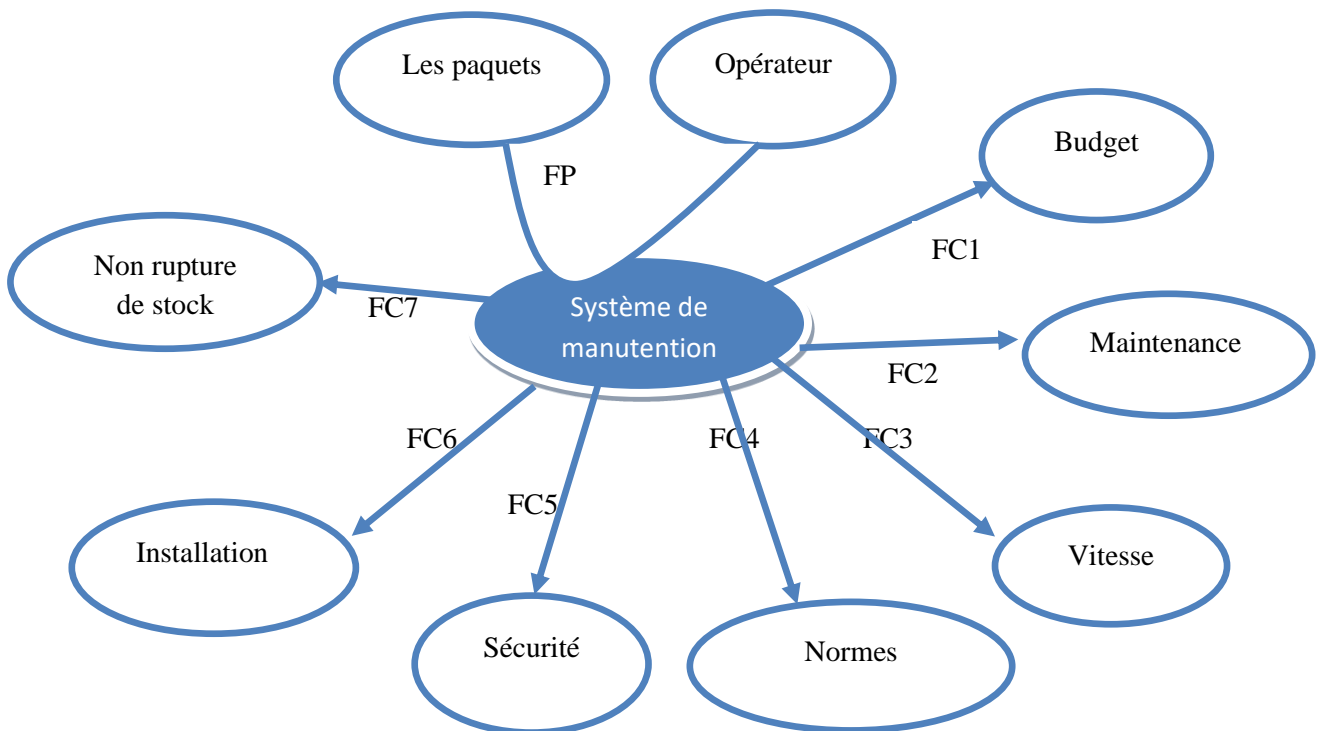 Les paquets
Opérateur
Budget
FP
FC1
Non rupture
de stock
FC7
Système de
manutention
Maintenance
FC2
FC6
FC4
FC3
FC5
Installation
Vitesse
Sécurité
Normes